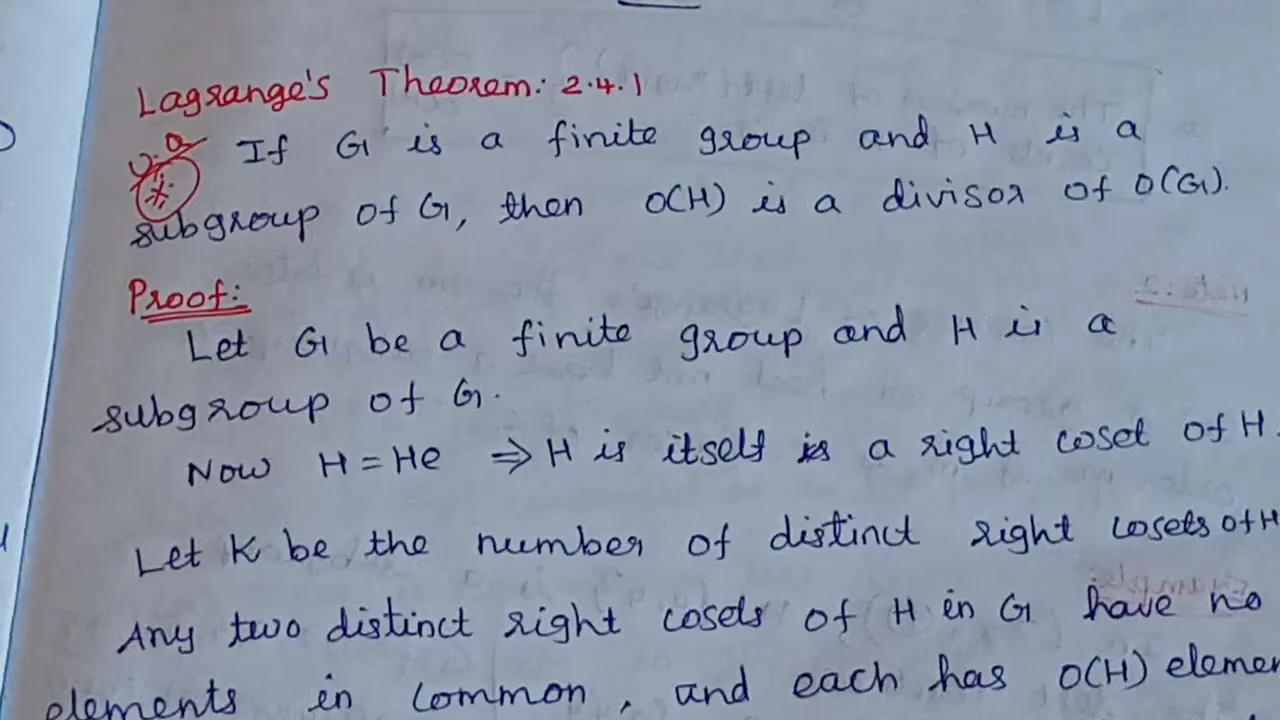 Lagrange's Theorem: 2.4.1
If G is a finite group and H is a
subgroup of G, then O(H) is a divisor of O(G).
Proof:
Let G be a finite group and H is a
subgroup of G.
Now H = He ⇒ H is itself is a right coset of H.
Let K be the number of distinct right cosets of H
Any two distinct right cosets of H in G have no
elements in common, and each has O(H) elemen